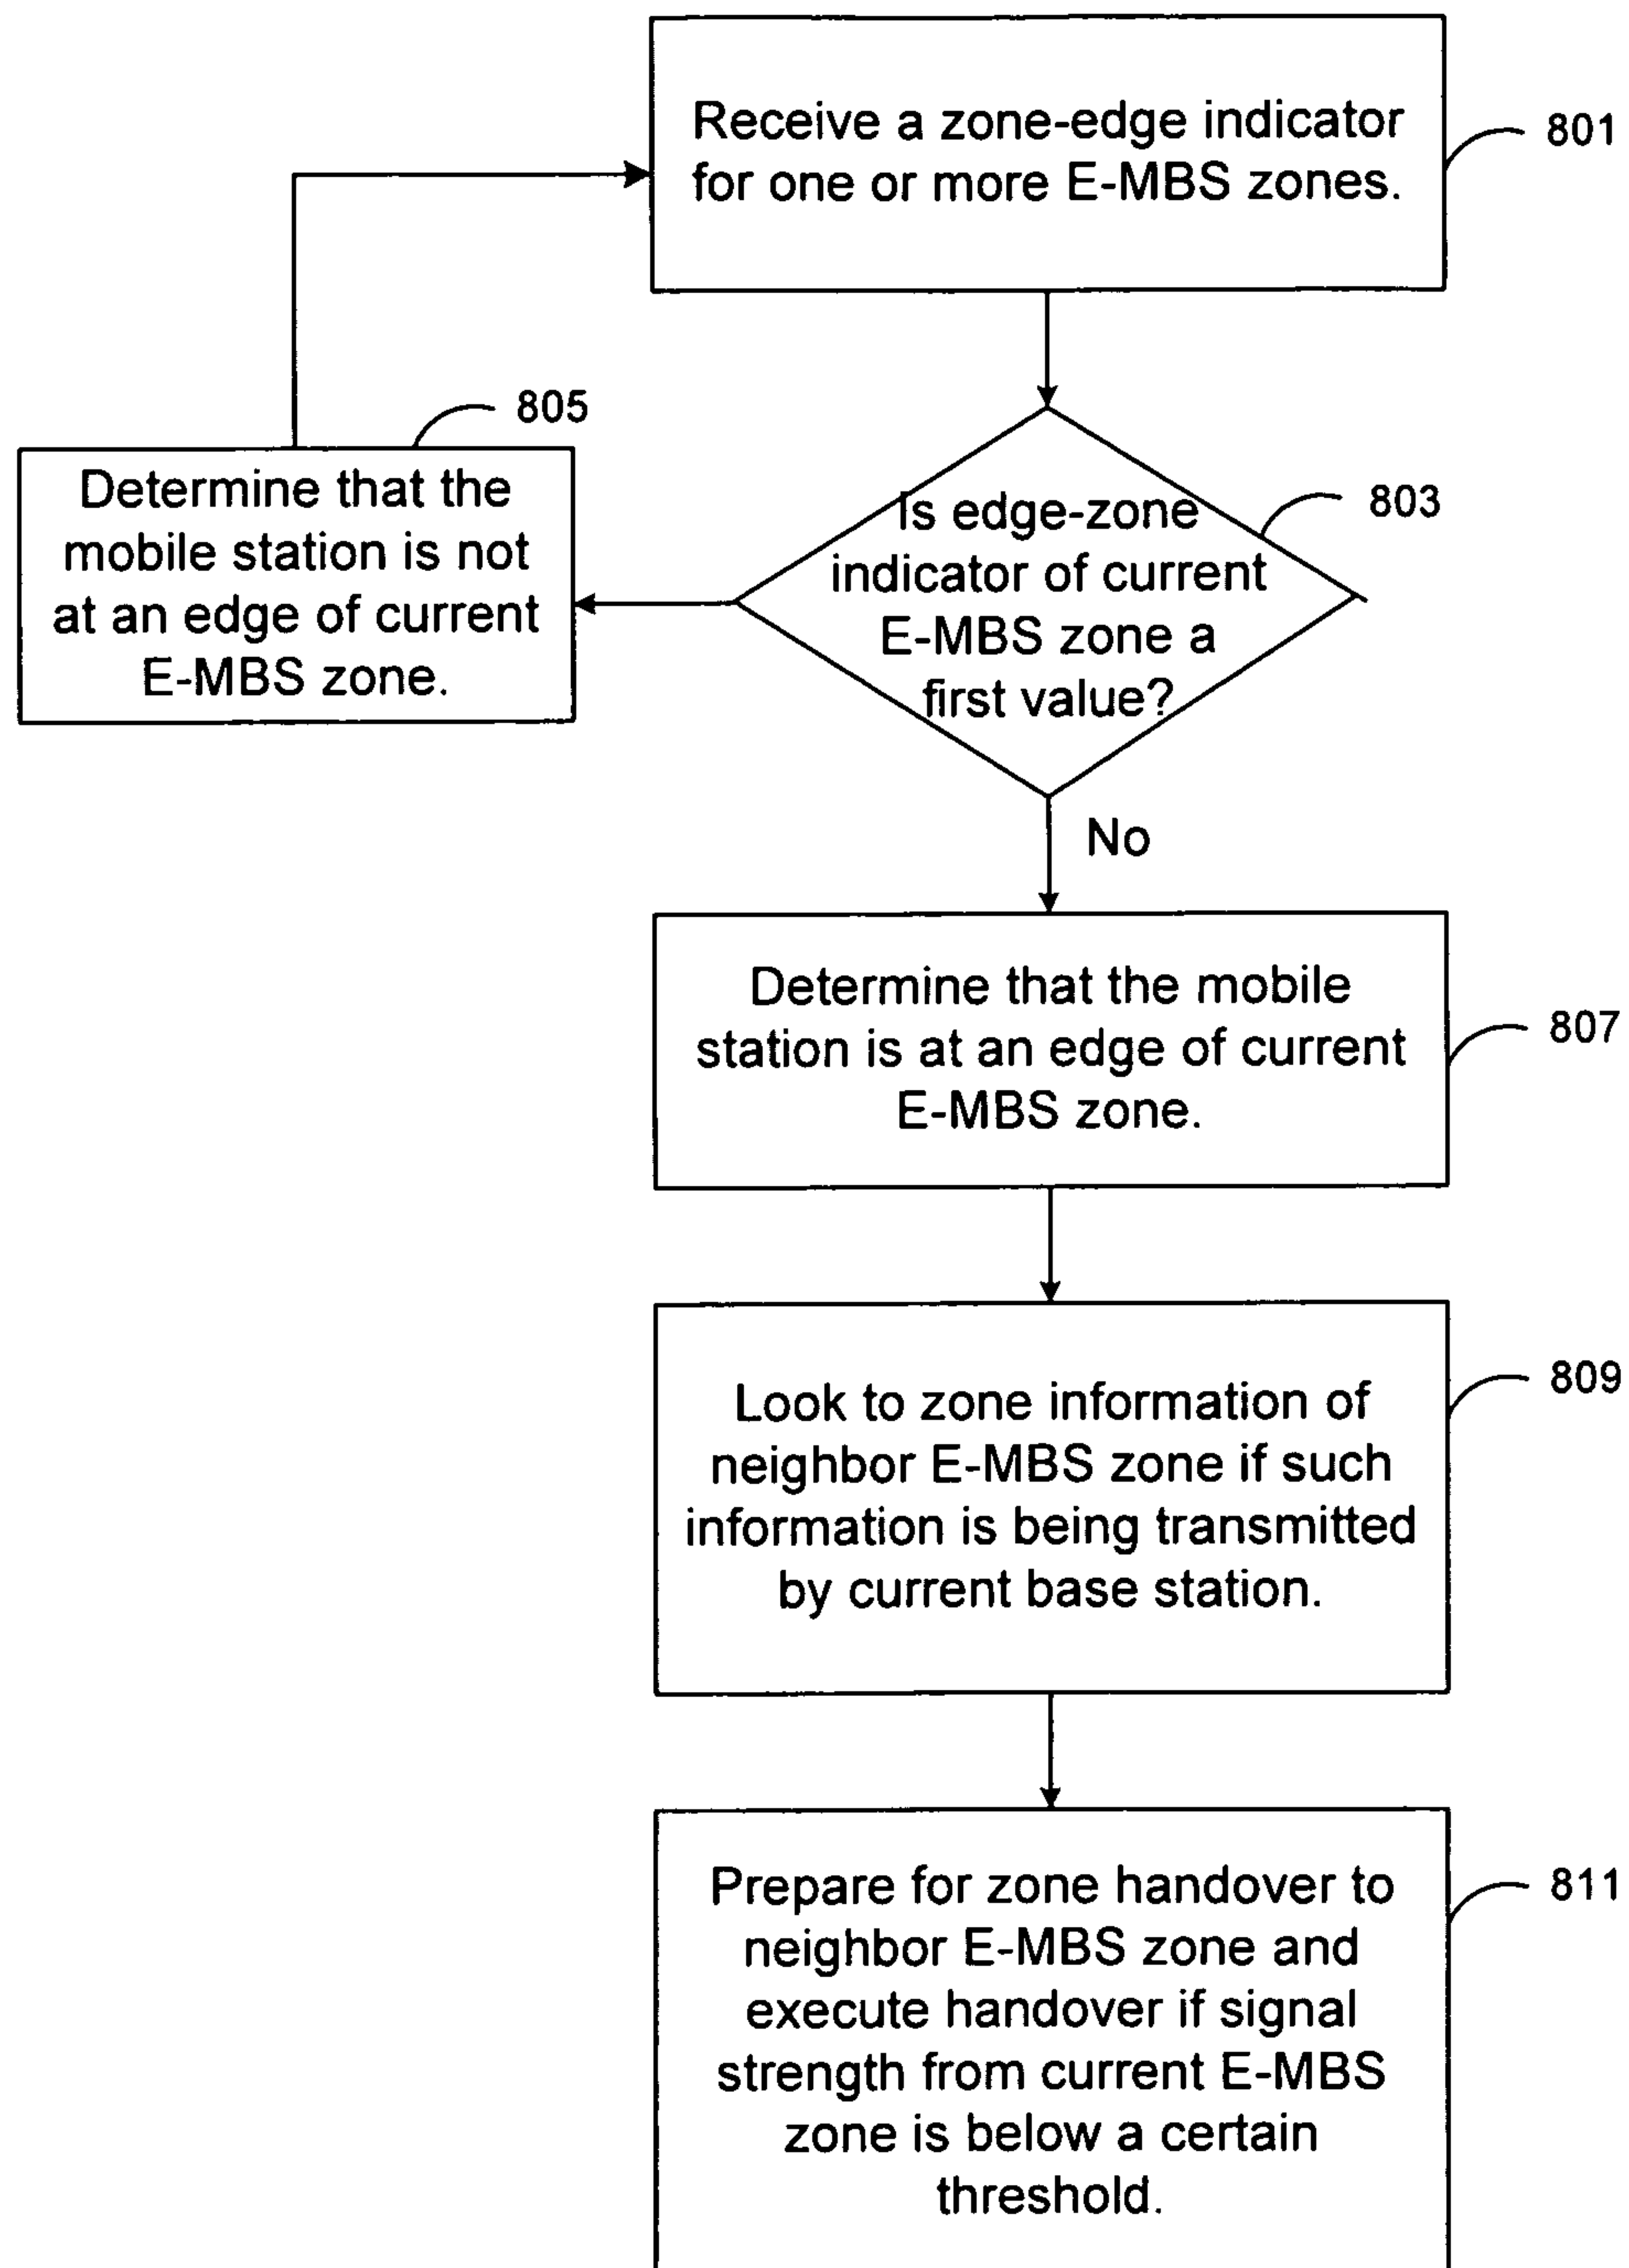 Receive a zone-edge indicator
for one or more E-MBS zones.
801
805
Determine that the
mobile station is not
at an edge of current
E-MBS zone.
Is edge-zone
indicator of current
E-MBS zone a
first value?
803
No
Determine that the mobile
station is at an edge of current
E-MBS zone.
807
Look to zone information of
neighbor E-MBS zone if such
information is being transmitted
by current base station.
809
Prepare for zone handover to
neighbor E-MBS zone and
execute handover if signal
strength from current E-MBS
zone is below a certain
threshold.
811